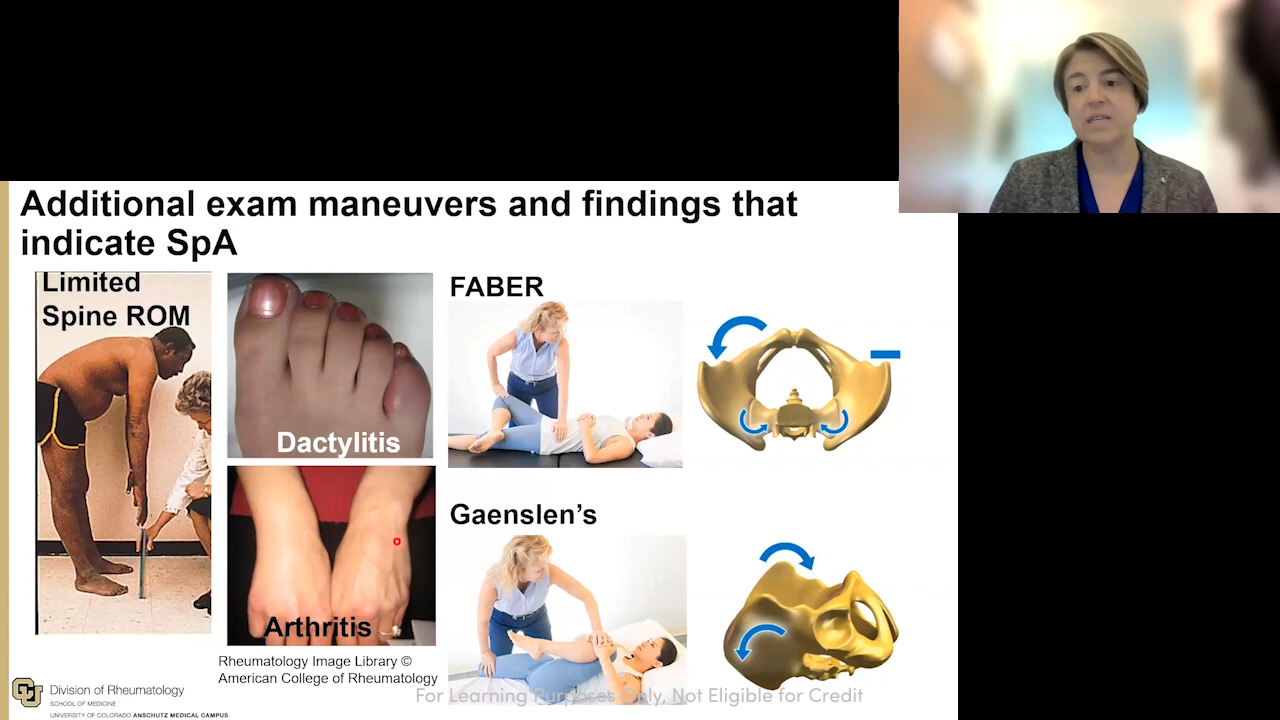 Additional exam maneuvers and findings that
indicate SpA
Limited
Spine ROM
Dactylitis
Arthritis
Rheumatology Image Library ©
American College of Rheumatology
FABER
Gaenslen’s
For Learning Purposes Only, Not Eligible for Credit
CU
Division of Rheumatology
SCHOOL OF MEDICINE
UNIVERSITY OF COLORADO ANSCHUTZ MEDICAL CAMPUS